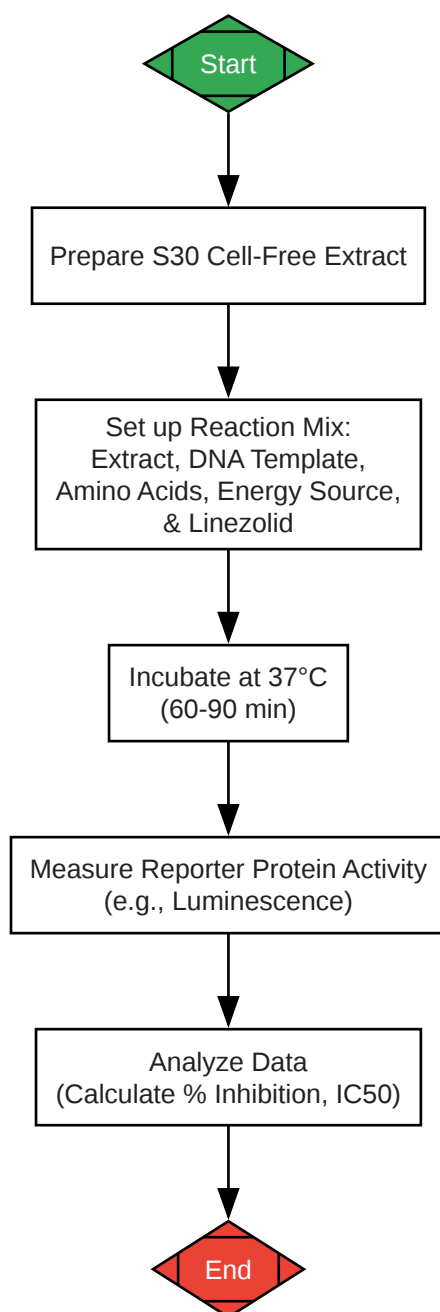 Start
Prepare S30 Cell-Free Extract
Set up Reaction Mix:
Extract, DNA Template,
Amino Acids, Energy Source,
& Linezolid
Incubate at 37°C
(60-90 min)
Measure Reporter Protein Activity
(e.g., Luminescence)
Analyze Data
(Calculate % Inhibition, IC50)
End